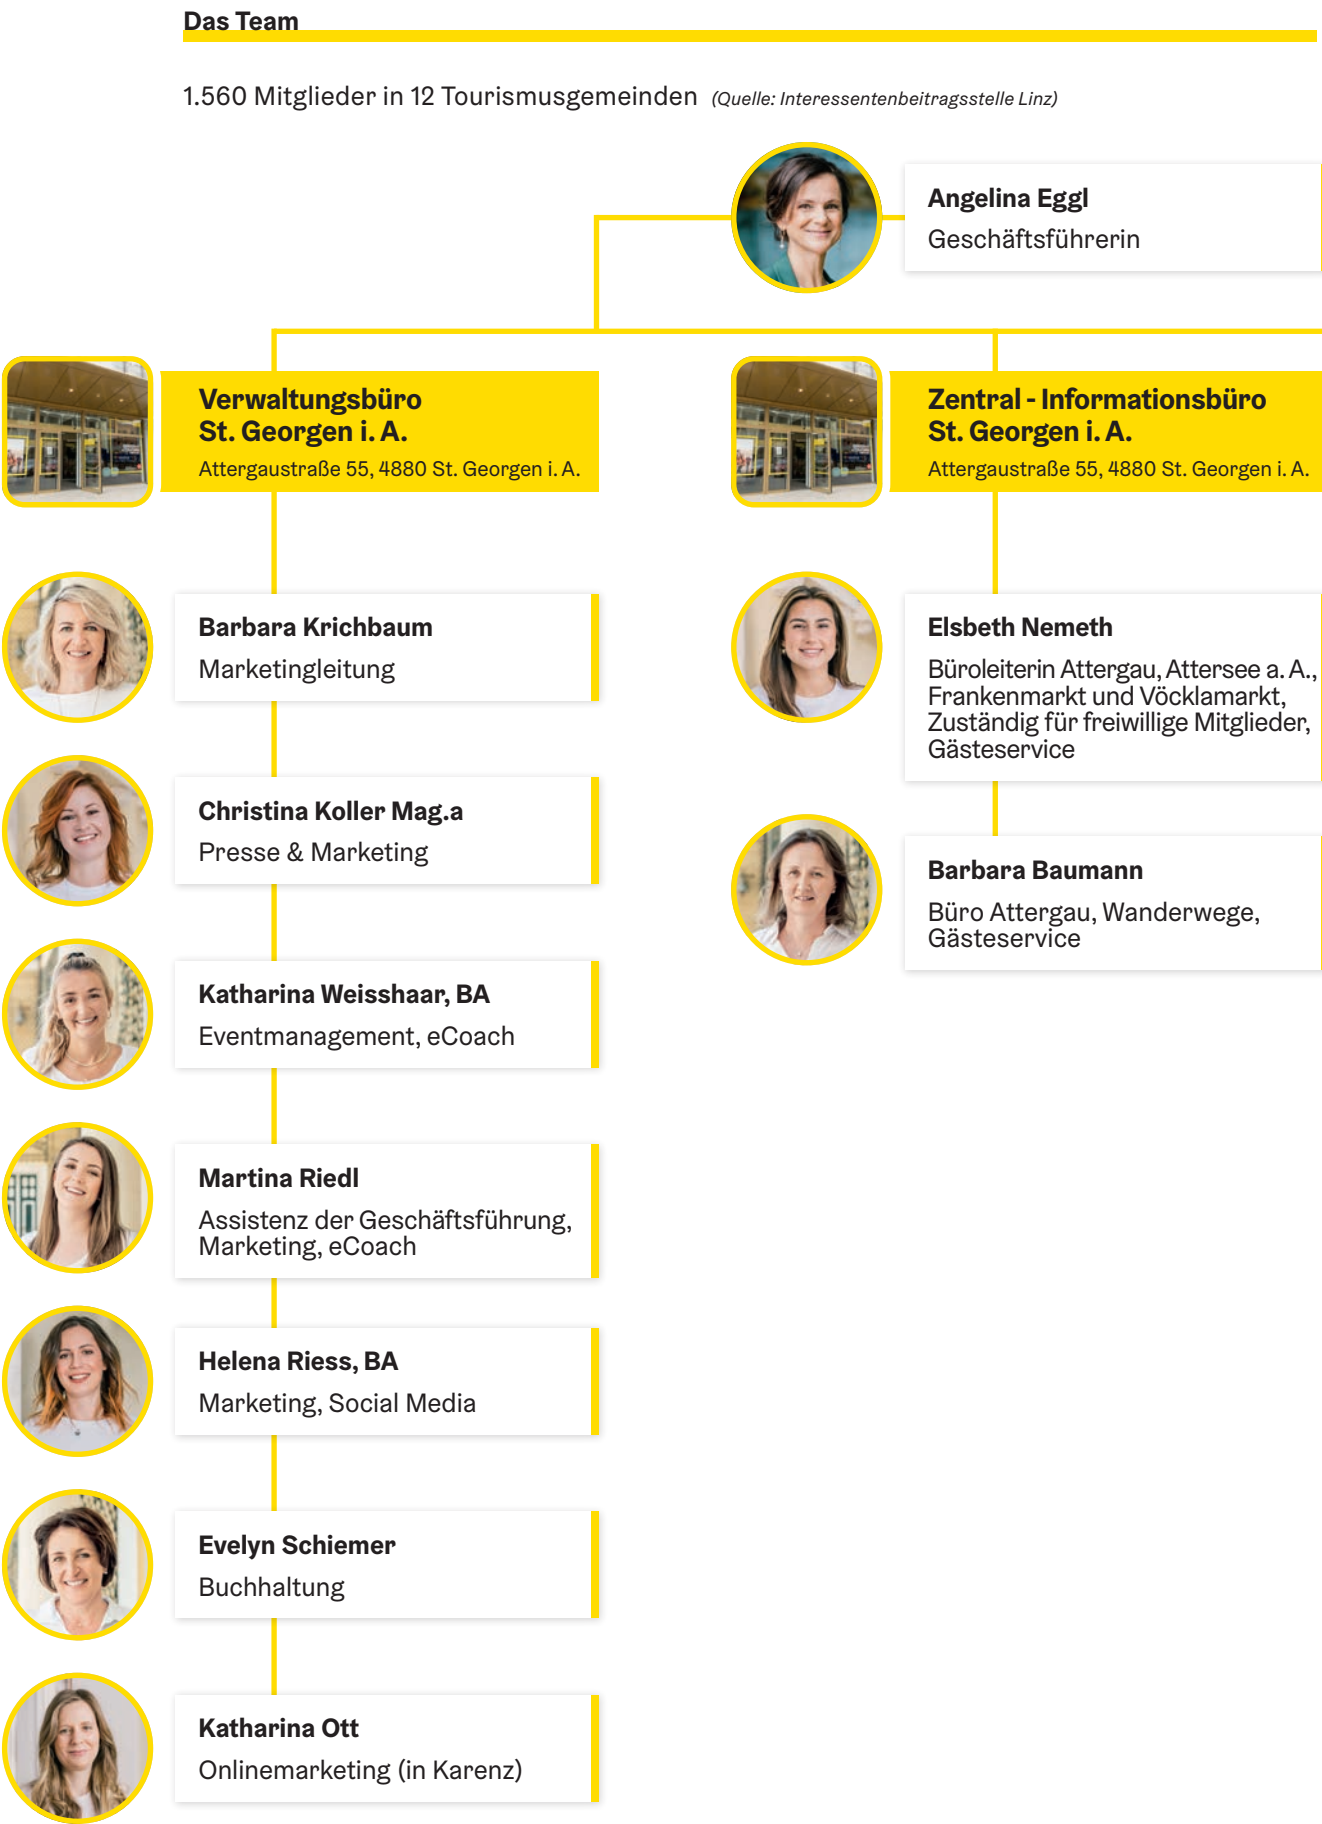 Das Team
1.560 Mitglieder in 12 Tourismusgemeinden (Quelle: Interessentenbeitragsstelle Linz)
Angelina Eggl
Geschäftsführerin
Verwaltungsbüro
St. Georgen i. A.
Attergaustraße 55, 4880 St. Georgen i. A.
Barbara Krichbaum
Marketingleitung
Christina Koller Mag.a
Presse & Marketing
Katharina Weisshaar, BA
Eventmanagement, eCoach
Martina Riedl
Assistenz der Geschäftsführung,
Marketing, eCoach
Helena Riess, BA
Marketing, Social Media
Evelyn Schiemer
Buchhaltung
Katharina Ott
Onlinemarketing (in Karenz)
Zentral - Informationsbüro
St. Georgen i. A.
Attergaustraße 55, 4880 St. Georgen i. A.
Elsbeth Nemeth
Büroleiterin Attergau, Attersee a. A.,
Frankenmarkt und Vöcklamarkt,
Zuständig für freiwillige Mitglieder,
Gästeservice
Barbara Baumann
Büro Attergau, Wanderwege,
Gästeservice